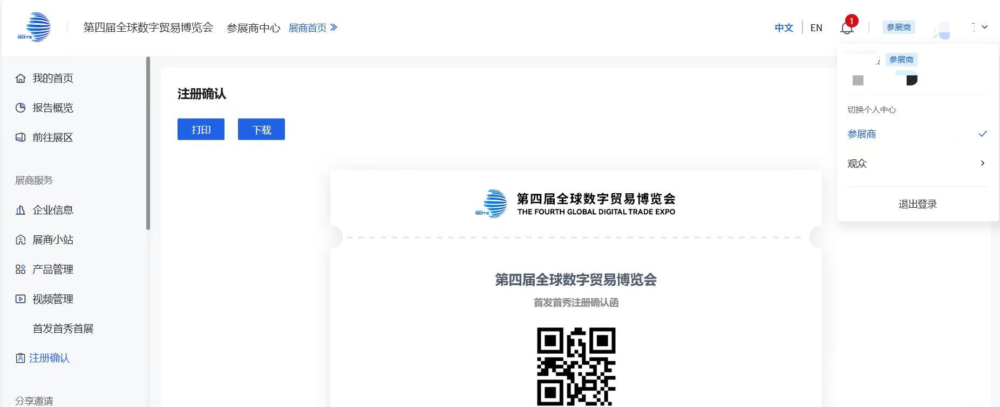 GDTE
第四届全球数字贸易博览会 参展商中心 展商首页
中文 EN
1
参展商
参展商
切换个人中心
参展商
观众
退出登录
我的首页
报告概览
前往展区
展商服务
企业信息
展商小站
产品管理
视频管理
首发首秀首展
注册确认
分享邀请
注册确认
打印 下载
GDTE
第四届全球数字贸易博览会
THE FOURTH GLOBAL DIGITAL TRADE EXPO
第四届全球数字贸易博览会
首发首秀注册确认函